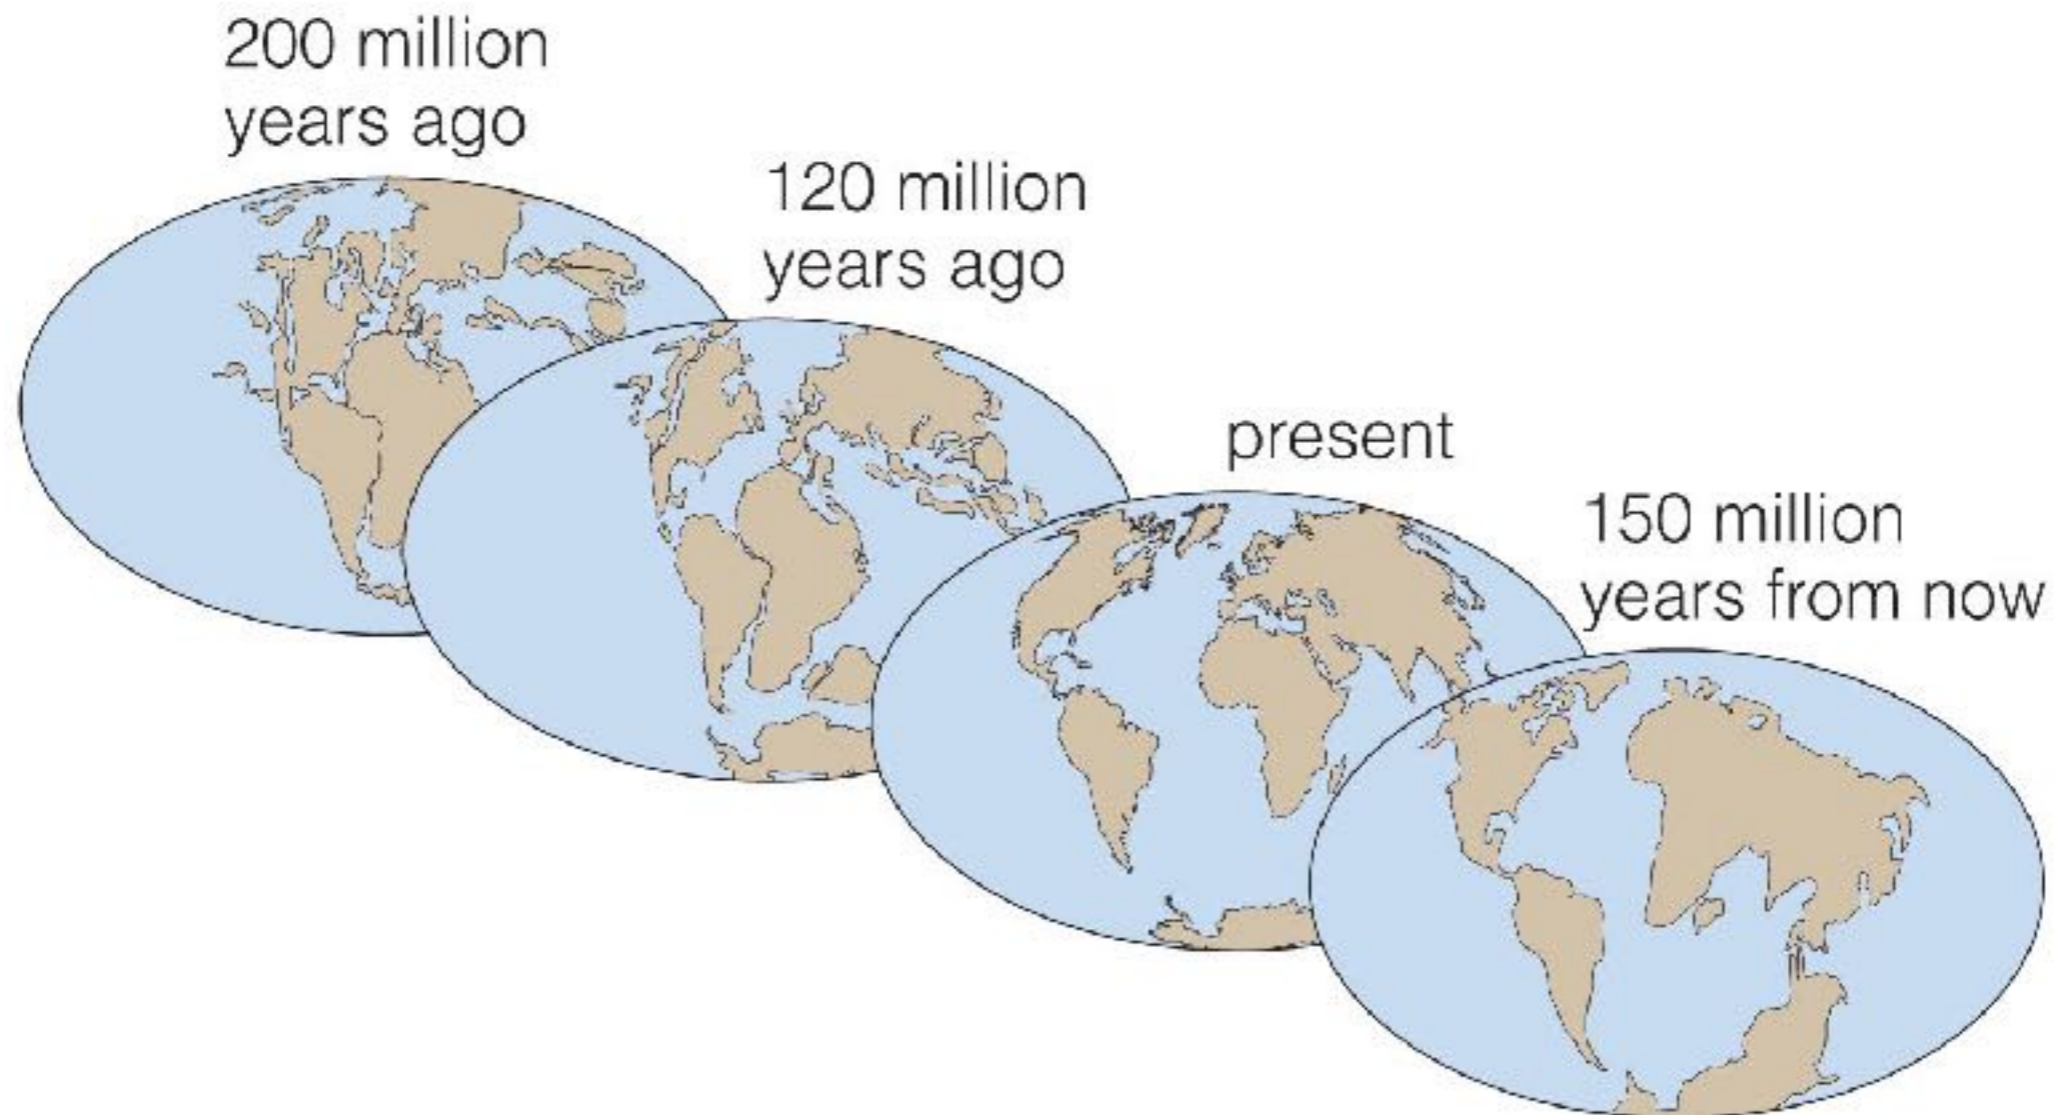 200 million
years ago
120 million
years ago
present
150 million
years from now